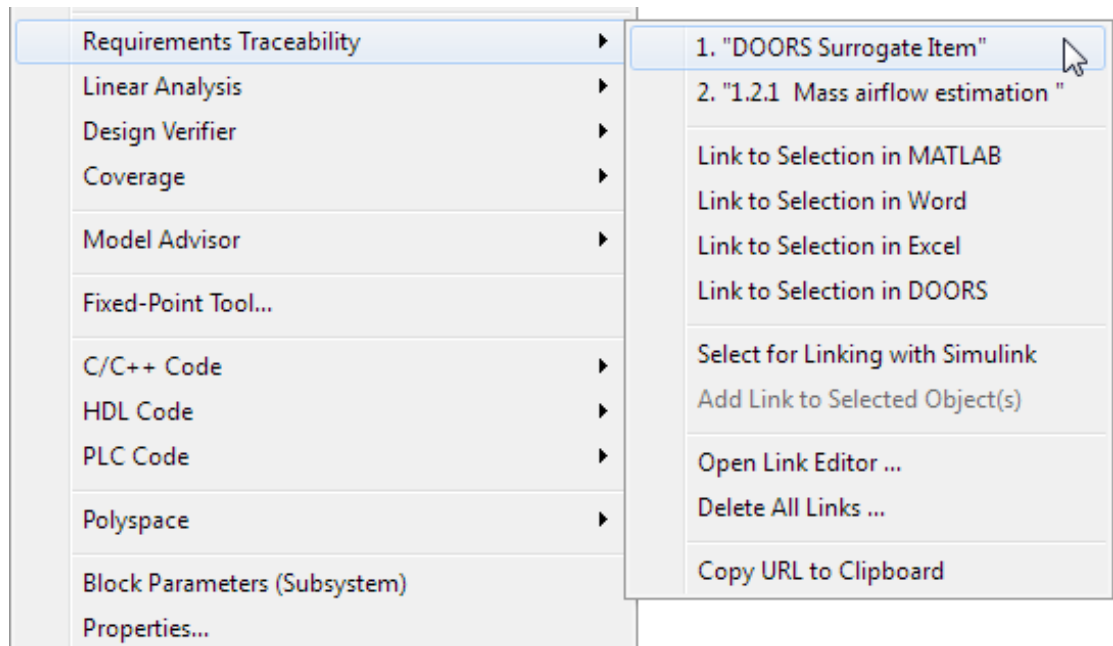 Requirements Traceability
Linear Analysis
Design Verifier
Coverage
Model Advisor
Fixed-Point Tool...
C/C++ Code
HDL Code
PLC Code
Polyspace
Block Parameters (Subsystem)
Properties...
1. "DOORS Surrogate Item"
2. "1.2.1  Mass airflow estimation "
Link to Selection in MATLAB
Link to Selection in Word
Link to Selection in Excel
Link to Selection in DOORS
Select for Linking with Simulink
Add Link to Selected Object(s)
Open Link Editor ...
Delete All Links ...
Copy URL to Clipboard